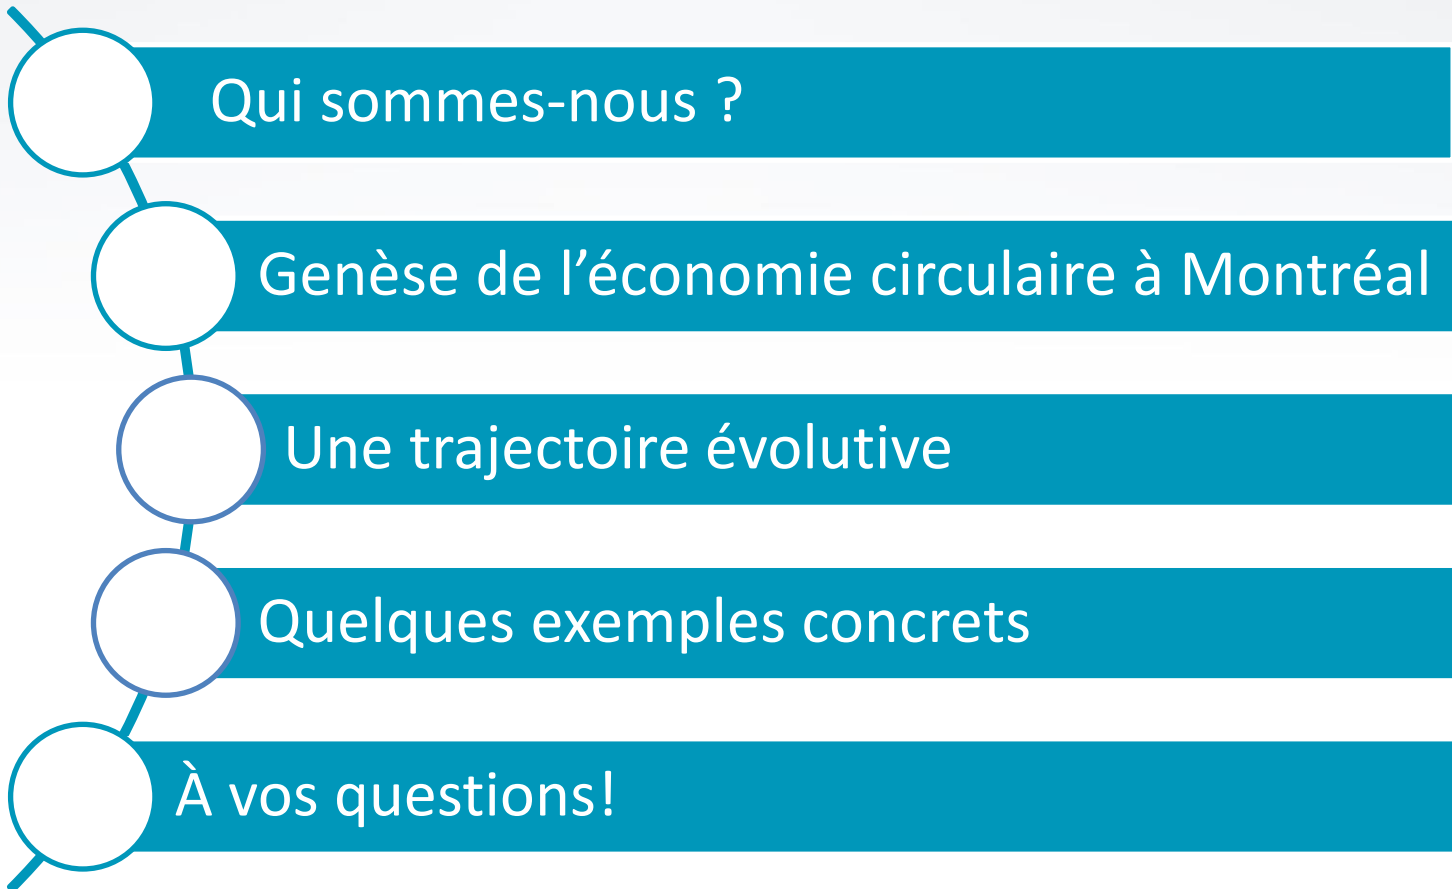 Qui sommes-nous ?
Genèse de l’économie circulaire à Montréal
Une trajectoire évolutive
Quelques exemples concrets
À vos questions!